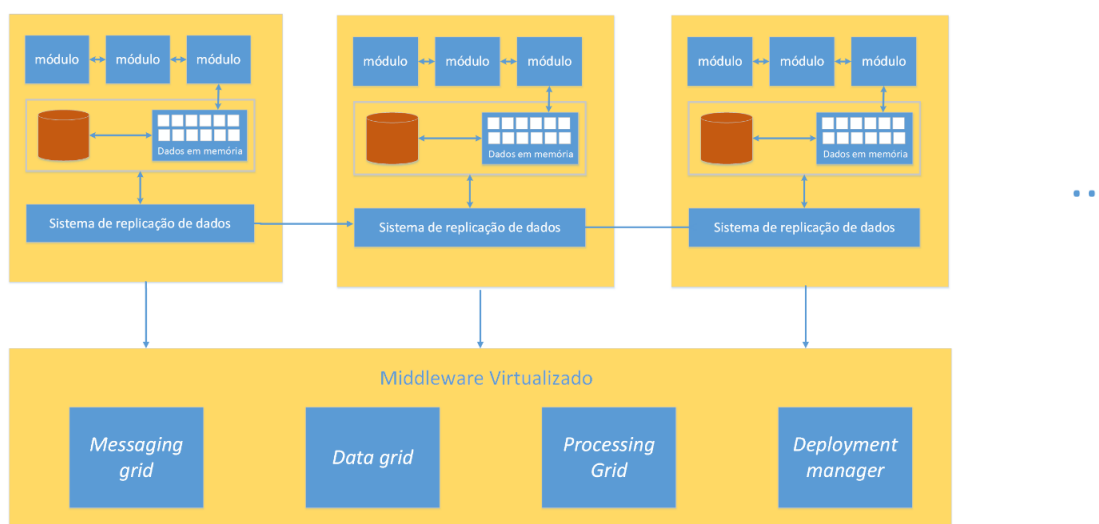 módulo módulo módulo
módulo módulo módulo
módulo módulo módulo
Dados em memória
Dados em memória
Dados em memória
Sistema de replicação de dados
Sistema de replicação de dados
Sistema de replicação de dados
Middleware Virtualizado
Messaging
grid
Data grid
Processing
Grid
Deployment
manager